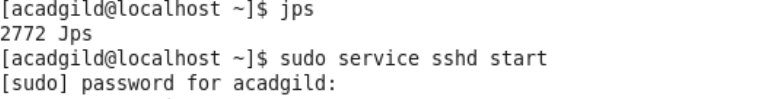 [acadgild@localhost ~]$ jps
2772 Jps
[acadgild@localhost ~]$ sudo service sshd start
[sudo] password for acadgild: